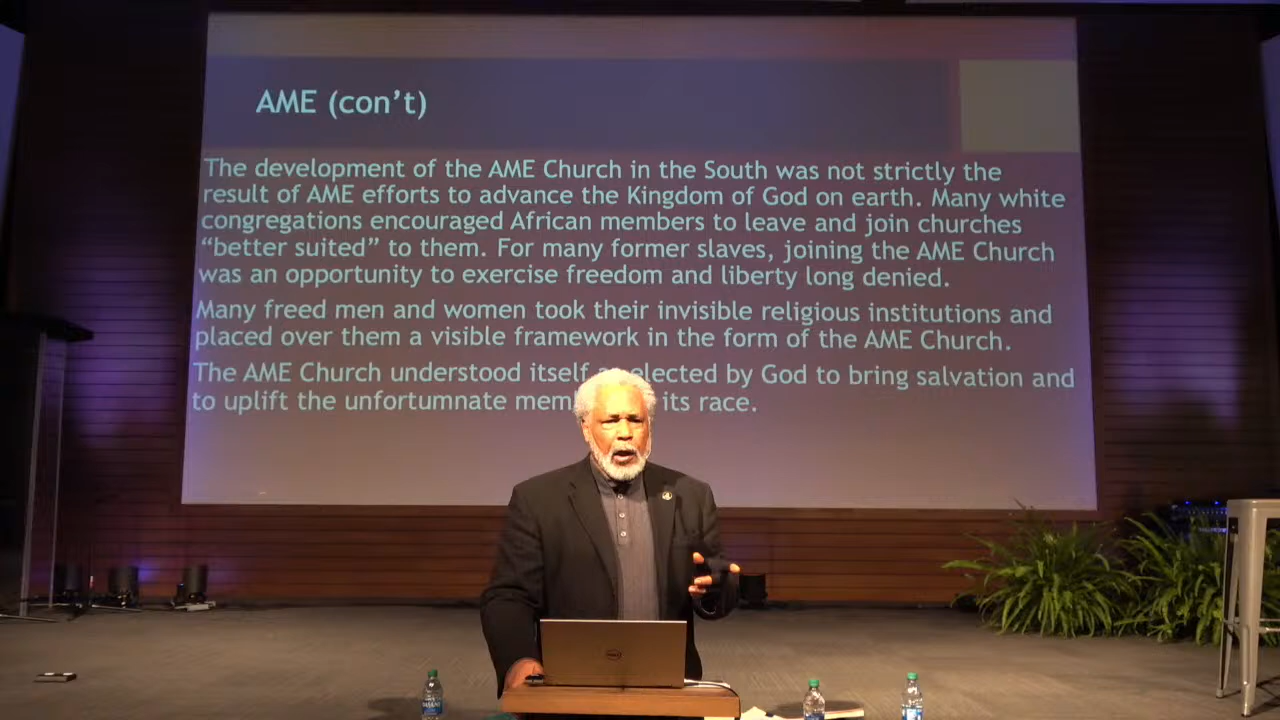 AME (con’t)
The development of the AME Church in the South was not strictly the
result of AME efforts to advance the Kingdom of God on earth. Many white
congregations encouraged African members to leave and join churches
“better suited” to them. For many former slaves, joining the AME Church
was an opportunity to exercise freedom and liberty long denied.
Many freed men and women took their invisible religious institutions and
placed over them a visible framework in the form of the AME Church.
The AME Church understood itself elected by God to bring salvation and
to uplift the unfortumnate its race.
DELL
DASANI